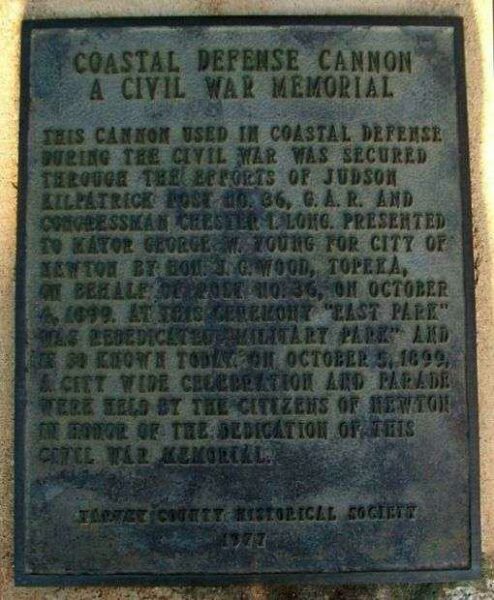 COASTAL DEFENSE CANNON
A CIVIL WAR MEMORIAL
THIS CANNON USED IN COASTAL DEFENSE
DURING THE CIVIL WAR WAS SECURED
THROUGH THE EFFORTS OF JUDSON
KILPATRICK POST NO. 36, G.A.R. AND
CONGRESSMAN CHESTER I. LONG. PRESENTED
TO MAYOR GEORGE W. YOUNG FOR CITY OF
NEWTON BY HON. S. G. WOOD, TOPEKA,
ON BEHALF OF POST NO. 36, ON OCTOBER
4, 1899. AT THIS CEREMONY "EAST PARK"
WAS REDEDICATED "MILITARY PARK" AND
IS SO KNOWN TODAY. ON OCTOBER 5, 1899,
A CITY WIDE CELEBRATION AND PARADE
WERE HELD BY THE CITIZENS OF NEWTON
IN HONOR OF THE DEDICATION OF THIS
CIVIL WAR MEMORIAL.
HARVEY COUNTY HISTORICAL SOCIETY
1977